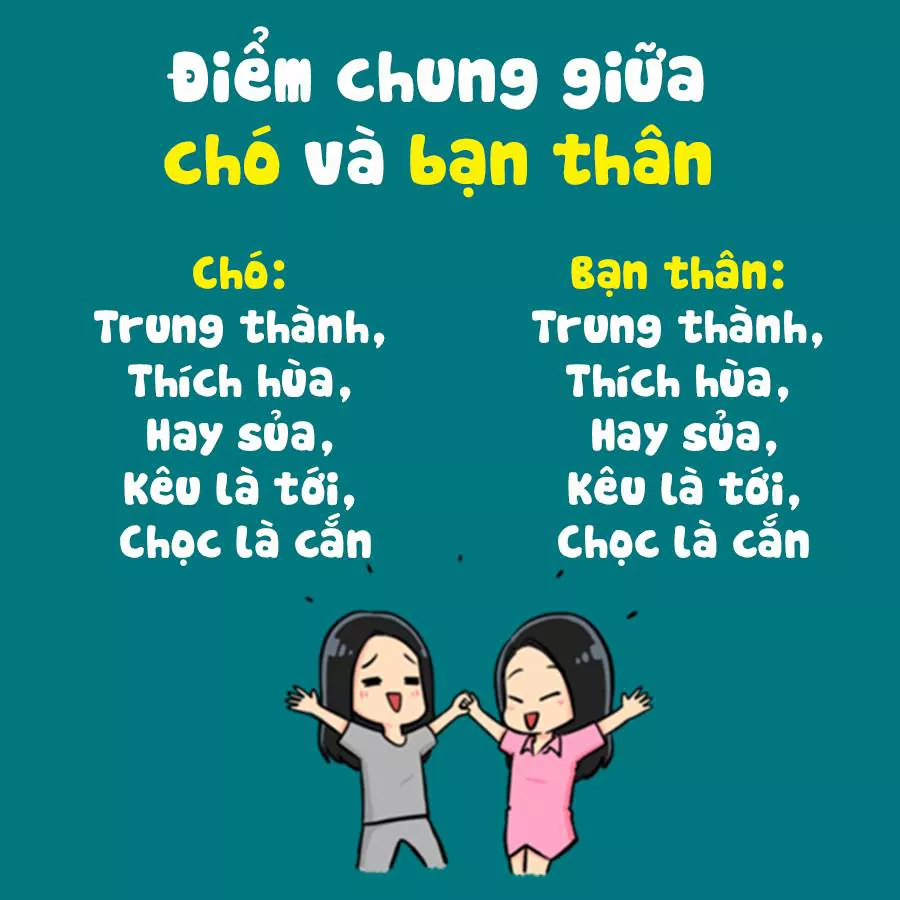 Điểm chung giữa
chó và bạn thân
Chó:
Trung thành,
Thích hùa,
Hay sủa,
Kêu là tới,
Chọc là cắn
Bạn thân:
Trung thành,
Thích hùa,
Hay sủa,
Kêu là tới,
Chọc là cắn